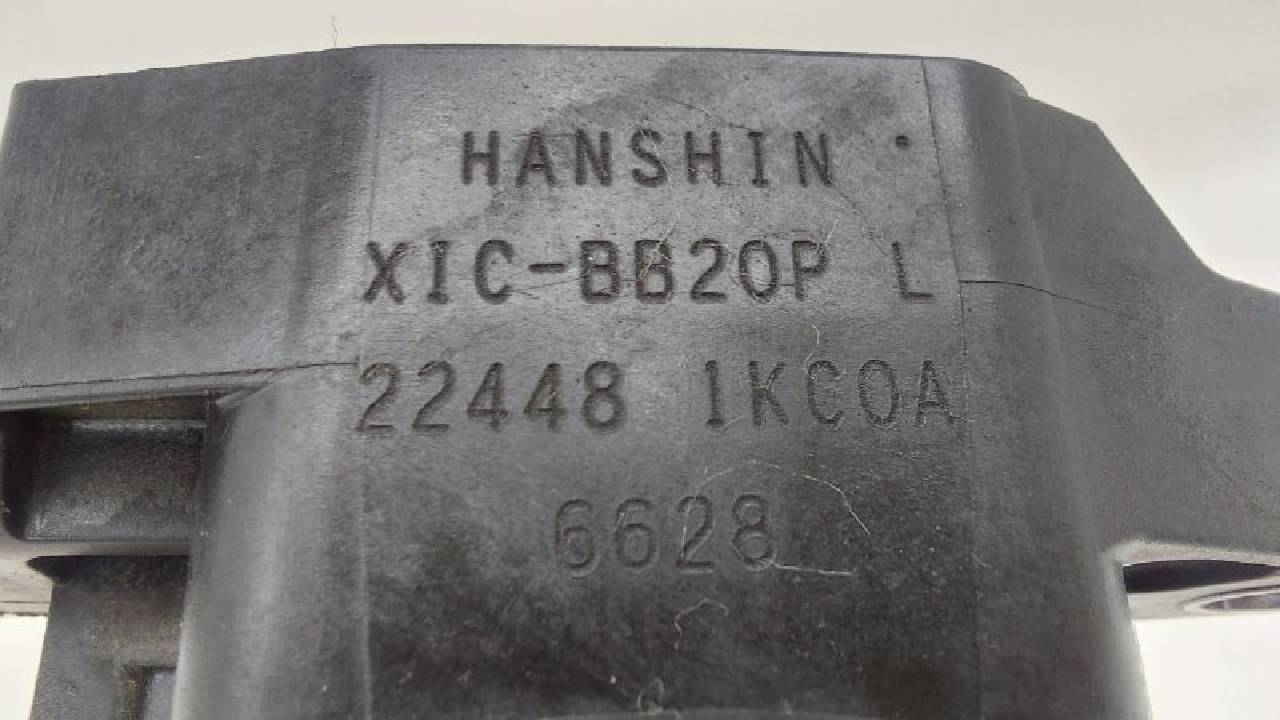 HANSHIN
XIC-BB20P L
22448 1KC0A
6628